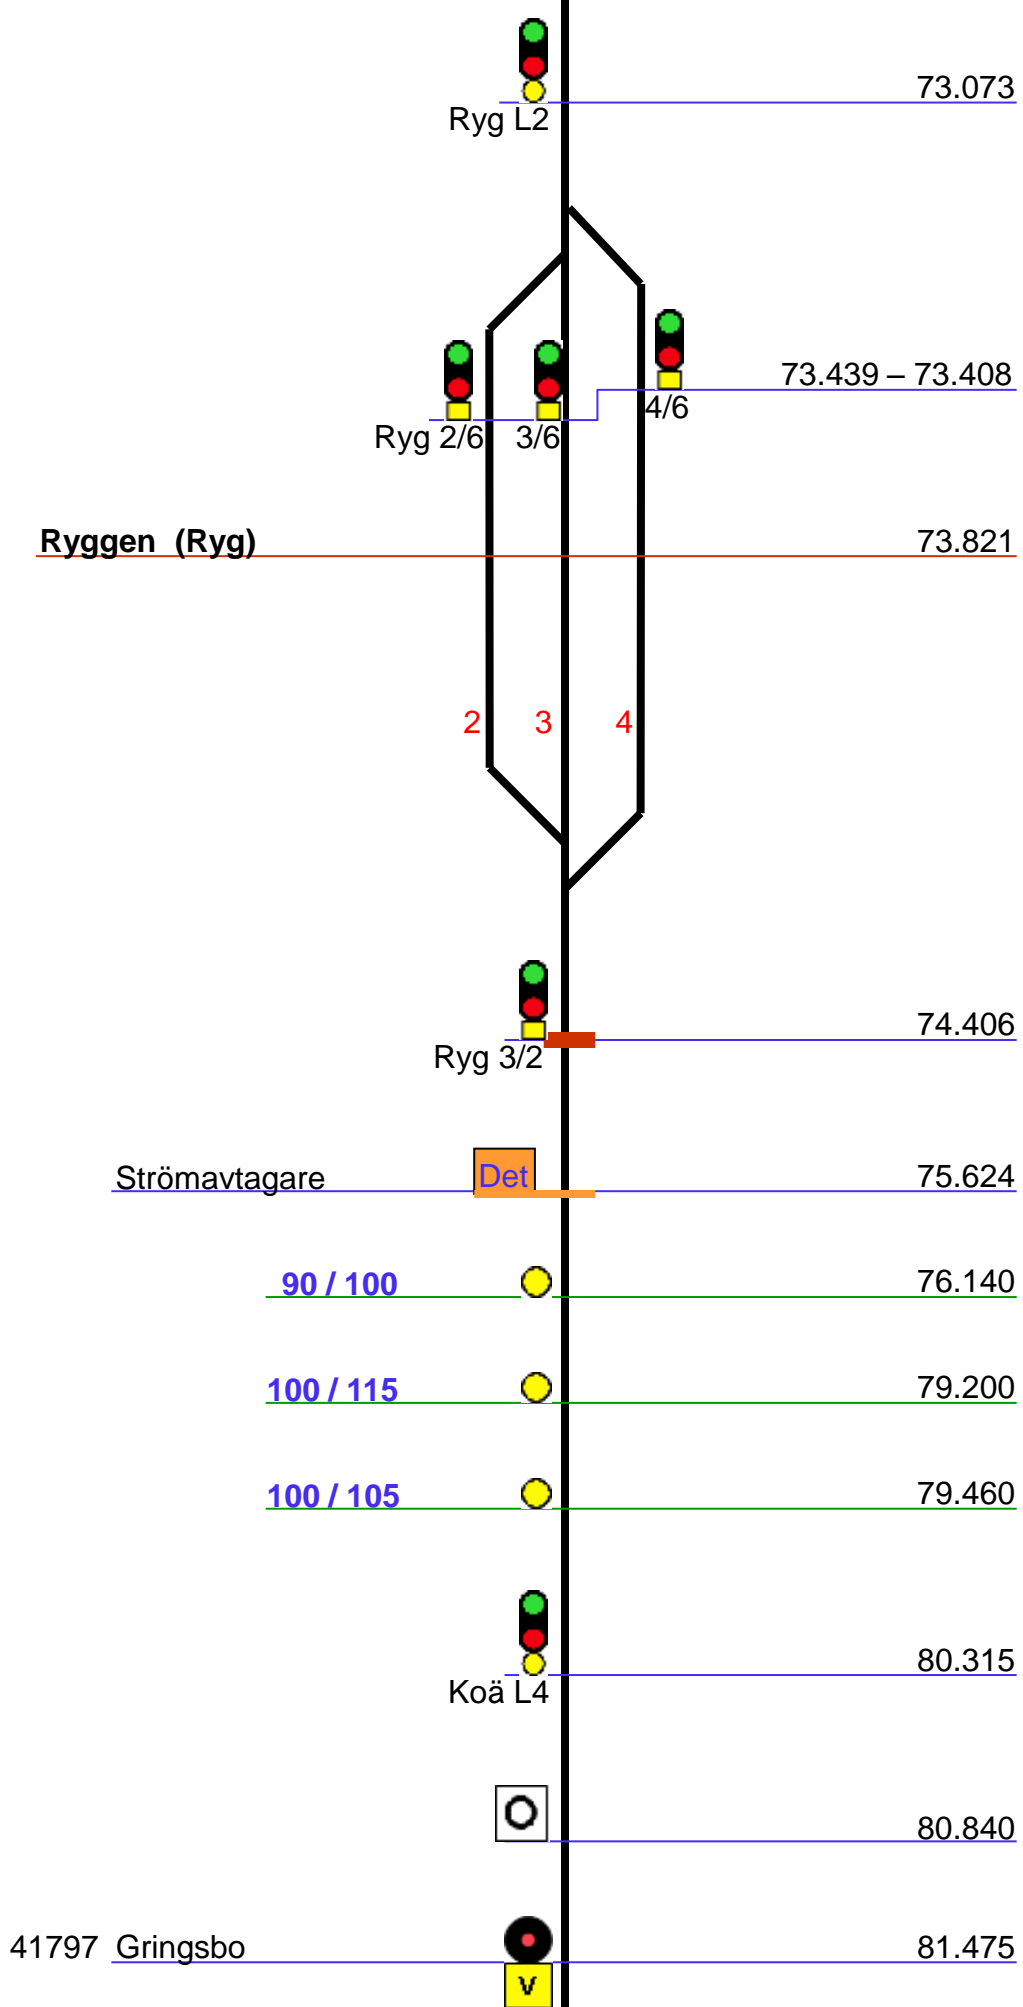 73.073
Ryg L2
73.439 – 73.408
4/6
Ryg 2/6 3/6
Ryggen (Ryg) 73.821
2 3 4
74.406
Ryg 3/2
Strömavtagare Det 75.624
90 / 100 76.140
100 / 115 79.200
100 / 105 79.460
80.315
Koä L4
O
80.840
41797 Gringsbo 81.475
V